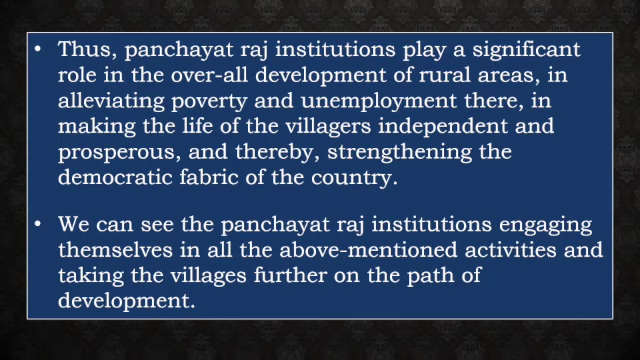 • Thus, panchayat raj institutions play a significant
role in the over-all development of rural areas, in
alleviating poverty and unemployment there, in
making the life of the villagers independent and
prosperous, and thereby, strengthening the
democratic fabric of the country.
• We can see the panchayat raj institutions engaging
themselves in all the above-mentioned activities and
taking the villages further on the path of
development.